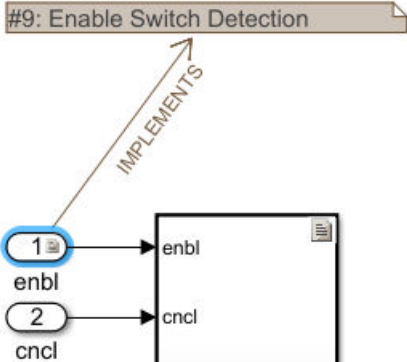 #9: Enable Switch Detection
IMPLEMENTS
1
enbl
enbl
2
cncl
cncl